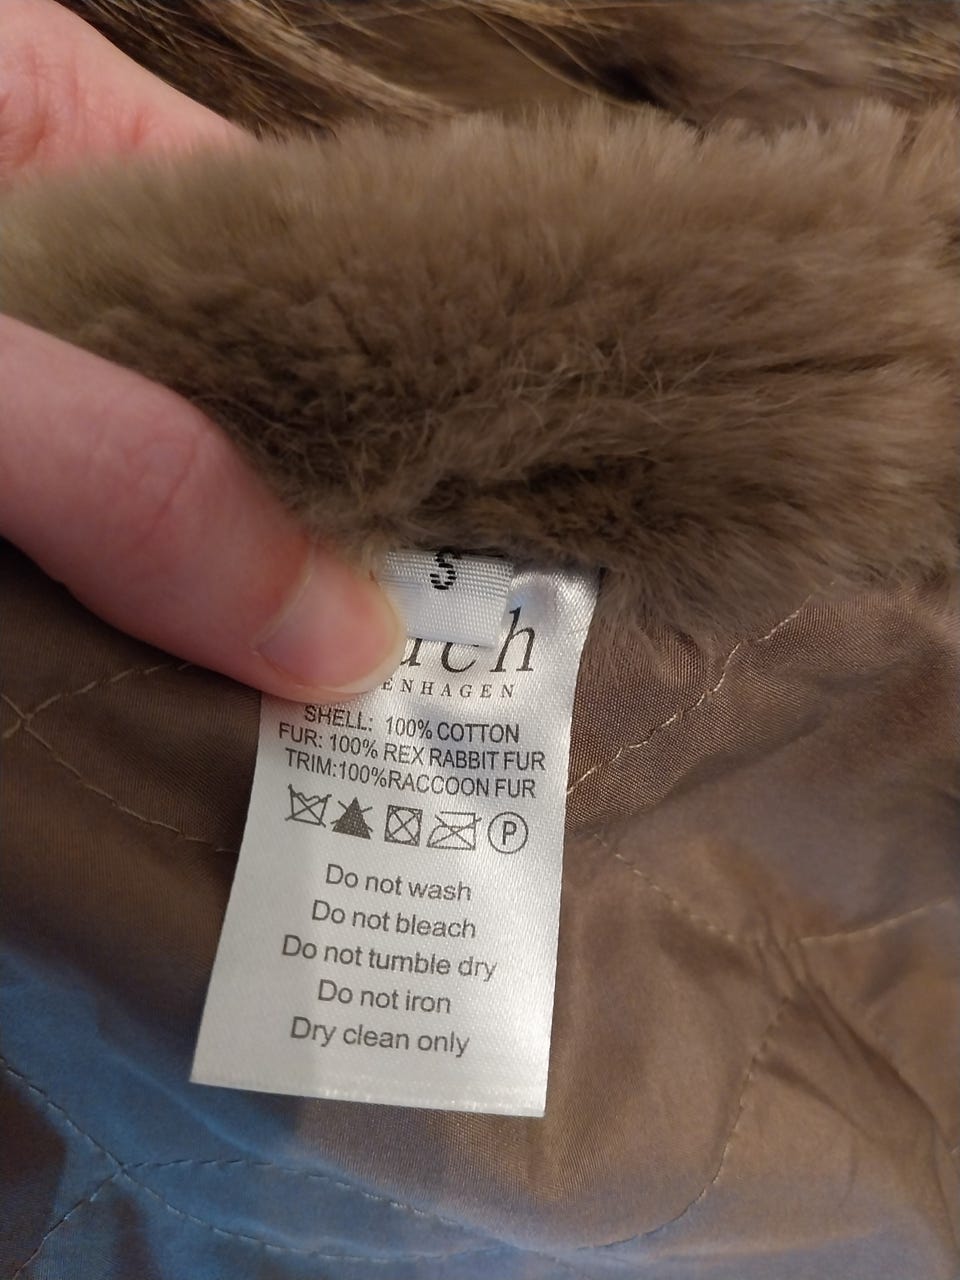 S
uch
ENHAGEN
SHELL: 100% COTTON
FUR: 100% REX RABBIT FUR
TRIM:100%RACCOON FUR
P
Do not wash
Do not bleach
Do not tumble dry
Do not iron
Dry clean only